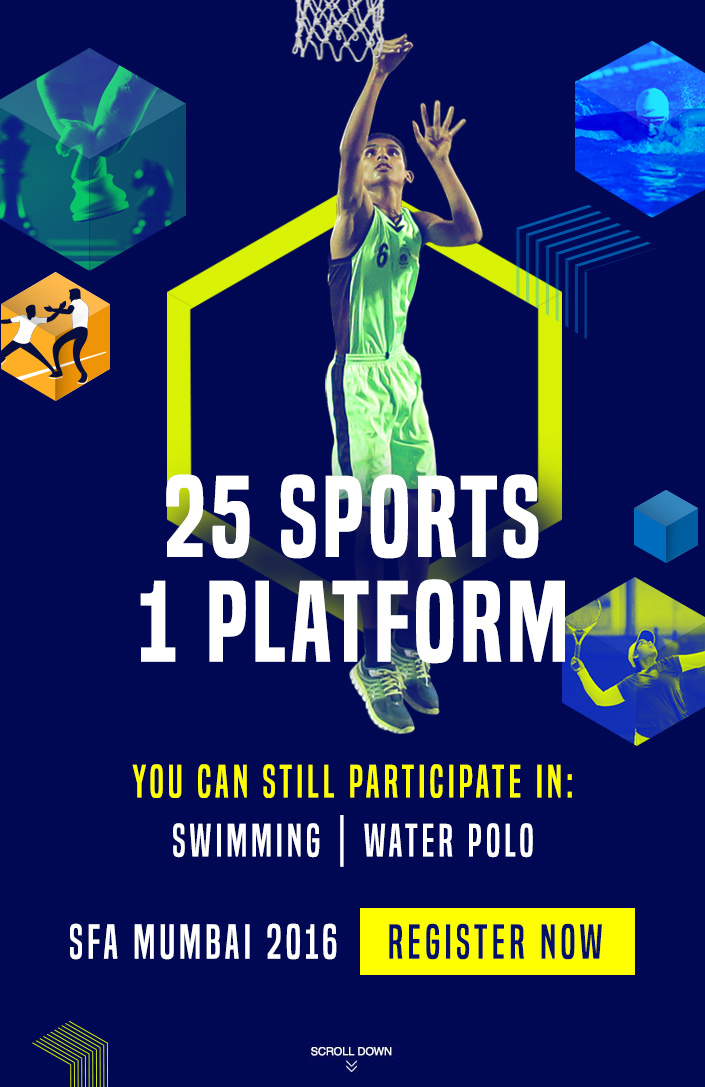 6
25 SPORTS
1 PLATFORM
YOU CAN STILL PARTICIPATE IN:
SWIMMING | WATER POLO
SFA MUMBAI 2016 REGISTER NOW
SCROLL DOWN